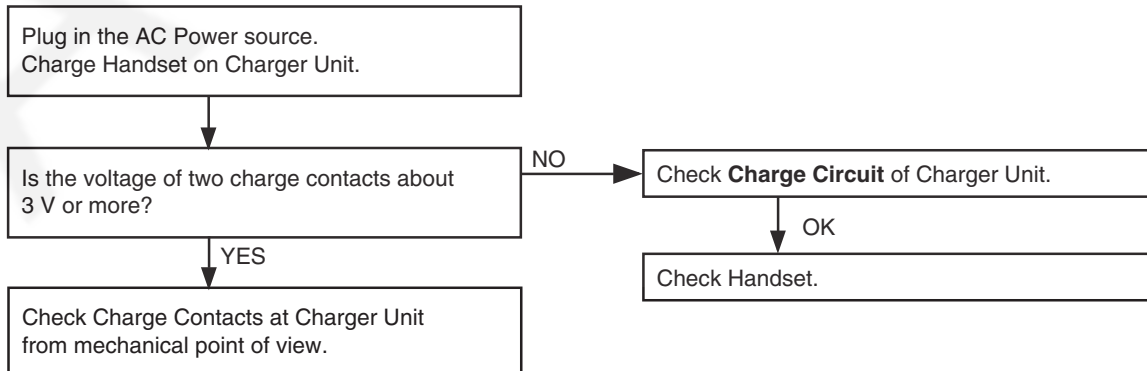 Plug in the AC Power source.
Charge Handset on Charger Unit.
Is the voltage of two charge contacts about
3 V or more?
NO
Check Charge Circuit of Charger Unit.
OK
Check Handset.
YES
Check Charge Contacts at Charger Unit
from mechanical point of view.